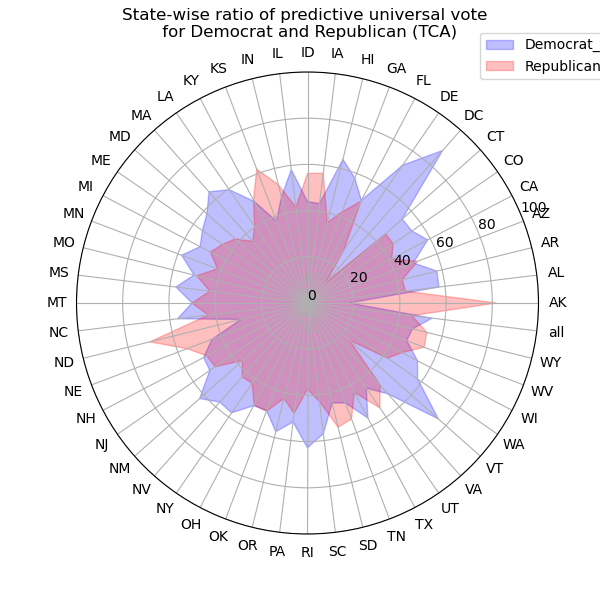 State-wise ratio of predictive universal vote
for Democrat and Republican (TCA)
Democrat_
Republican
ID
IA
HI
GA
FL
DE
DC
CT
CO
CA
AZ
AR
AL
AK
all
WY
WV
WI
WA
VT
VA
UT
TX
TN
SD
SC
RI
PA
OR
OK
OH
NY
NV
NM
NJ
NH
NE
ND
NC
MT
MS
MO
MN
MI
ME
MD
MA
LA
KY
KS
IN
IL
0
20
40
60
80
100